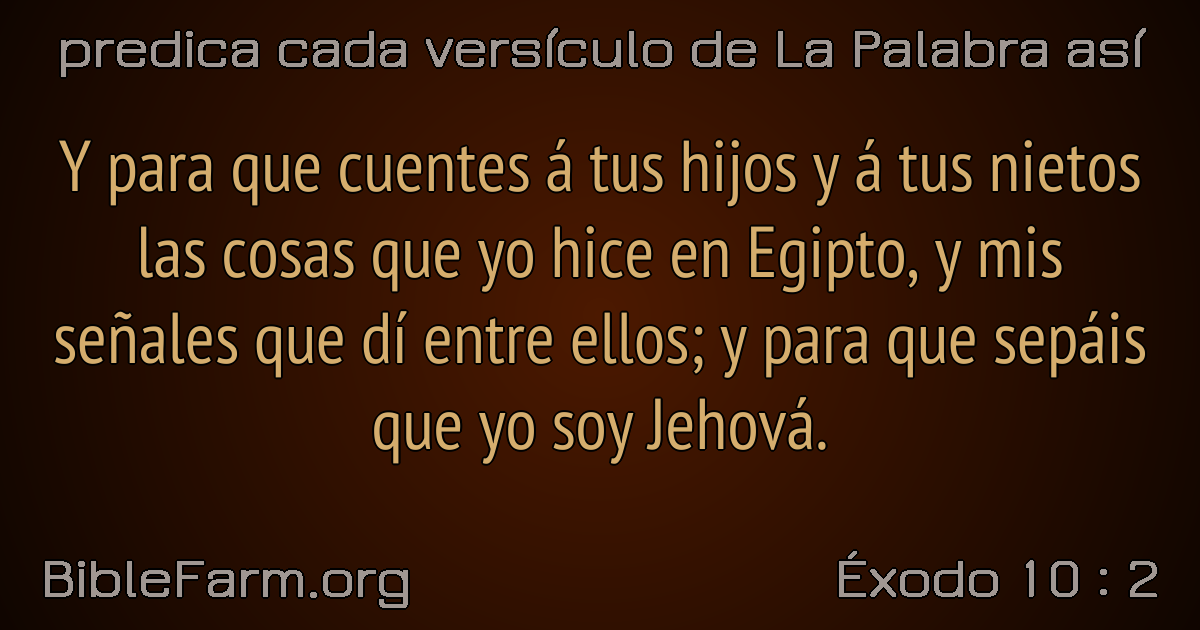 predica cada versículo de La Palabra así
Y para que cuentes á tus hijos y á tus nietos
las cosas que yo hice en Egipto, y mis
señales que dí entre ellos; y para que sepáis
que yo soy Jehová.
BibleFarm.org
Éxodo 10 : 2